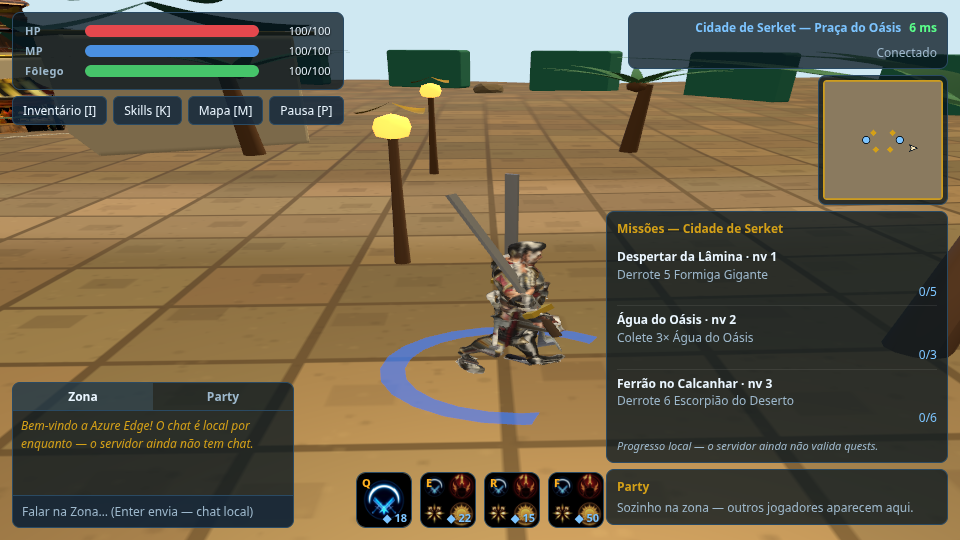 HP 100/100
MP 100/100
Fôlego 100/100
Inventário [I] Skills [K] Mapa [M] Pausa [P]
Cidade de Serket — Praça do Oásis 6 ms
Conectado
Missões — Cidade de Serket
Despertar da Lâmina · nv 1
Derrote 5 Formiga Gigante
0/5
Água do Oásis · nv 2
Colete 3× Água do Oásis
0/3
Ferrão no Calcanhar · nv 3
Derrote 6 Escorpião do Deserto
0/6
Progresso local — o servidor ainda não valida quests.
Party
Sozinho na zona — outros jogadores aparecem aqui.
Zona Party
Bem-vindo a Azure Edge! O chat é local por
enquanto — o servidor ainda não tem chat.
Falar na Zona... (Enter envia — chat local)
Q E R F
18 22 15 50